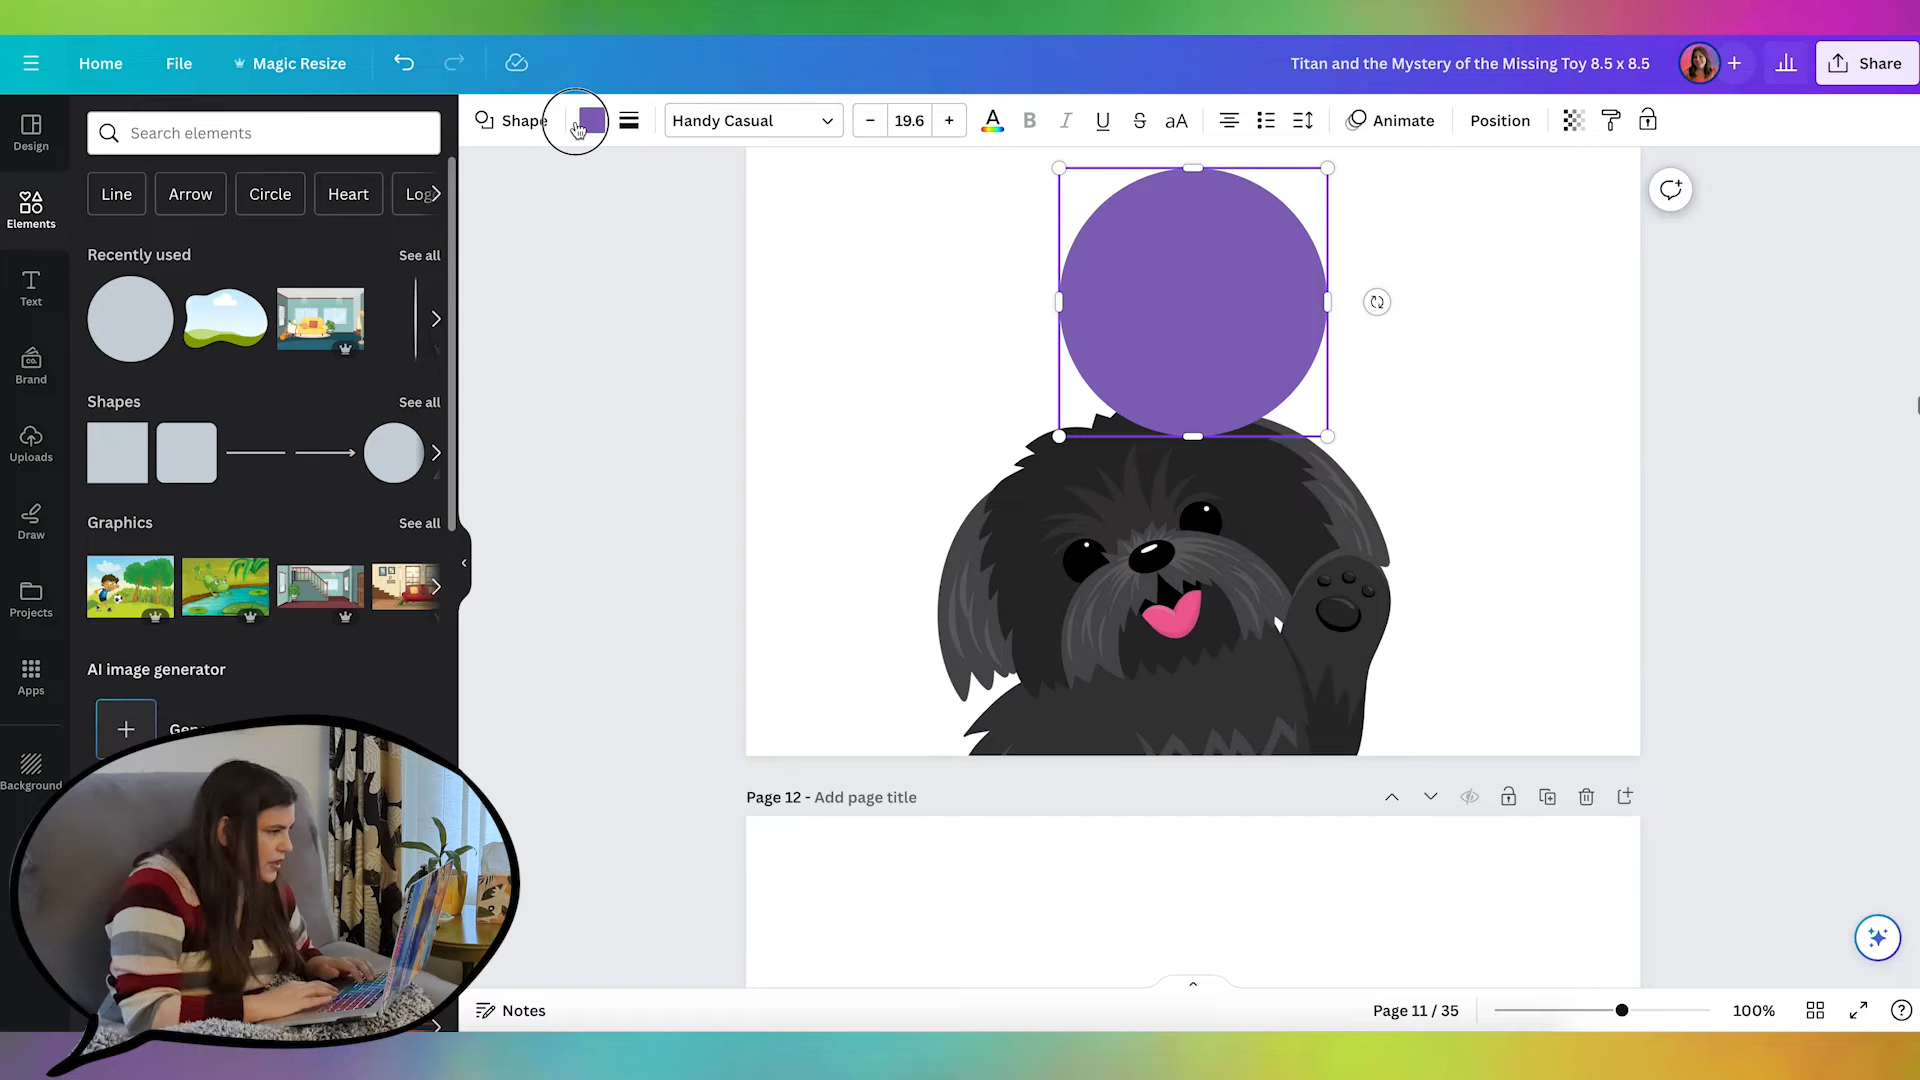 Home
File
Magic Resize
Titan and the Mystery of the Missing Toy 8.5 x 8.5
Share
Shape
Handy Casual
19.6
A
B
I
U
S
aA
Animate
Position
Design
Elements
Text
Brand
Uploads
Draw
Projects
Apps
Background
Search elements
Line
Arrow
Circle
Heart
Recently used
See all
Shapes
See all
Graphics
See all
AI image generator
Page 12 - Add page title
Notes
Page 11 / 35
100%